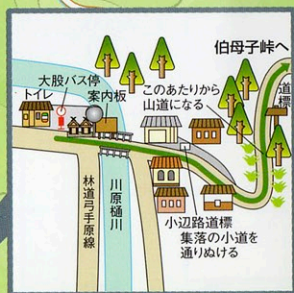 伯母子峠へ
道標
大股バス停
トイレ
案内板
このあたりから
山道になる
林道弓手原線
川原樋川
小辺路道標
集落の小道を
通りぬける